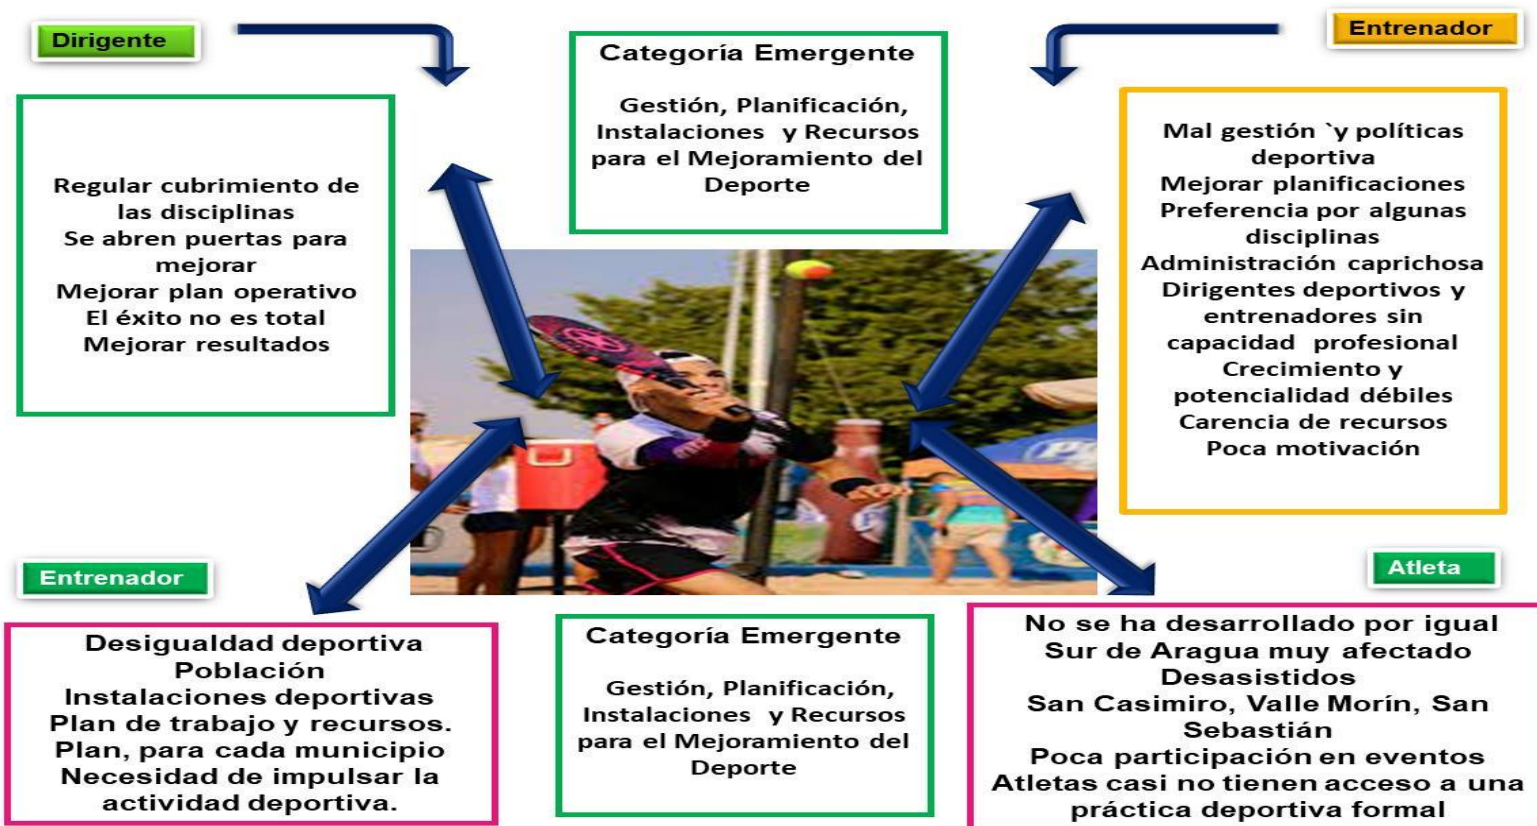 Dirigente
Entrenador
Categoría Emergente
Gestión, Planificación,
Instalaciones y Recursos
para el Mejoramiento del
Deporte
Regular cubrimiento de
las disciplinas
Se abren puertas para
mejorar
Mejorar plan operativo
El éxito no es total
Mejorar resultados
Mal gestión `y políticas
deportiva
Mejorar planificaciones
Preferencia por algunas
disciplinas
Administración caprichosa
Dirigentes deportivos y
entrenadores sin
capacidad profesional
Crecimiento y
potencialidad débiles
Carencia de recursos
Poca motivación
Entrenador
Atleta
Desigualdad deportiva
Población
Instalaciones deportivas
Plan de trabajo y recursos.
Plan, para cada municipio
Necesidad de impulsar la
actividad deportiva.
Categoría Emergente
Gestión, Planificación,
Instalaciones y Recursos
para el Mejoramiento del
Deporte
No se ha desarrollado por igual
Sur de Aragua muy afectado
Desasistidos
San Casimiro, Valle Morín, San
Sebastián
Poca participación en eventos
Atletas casi no tienen acceso a una
práctica deportiva formal